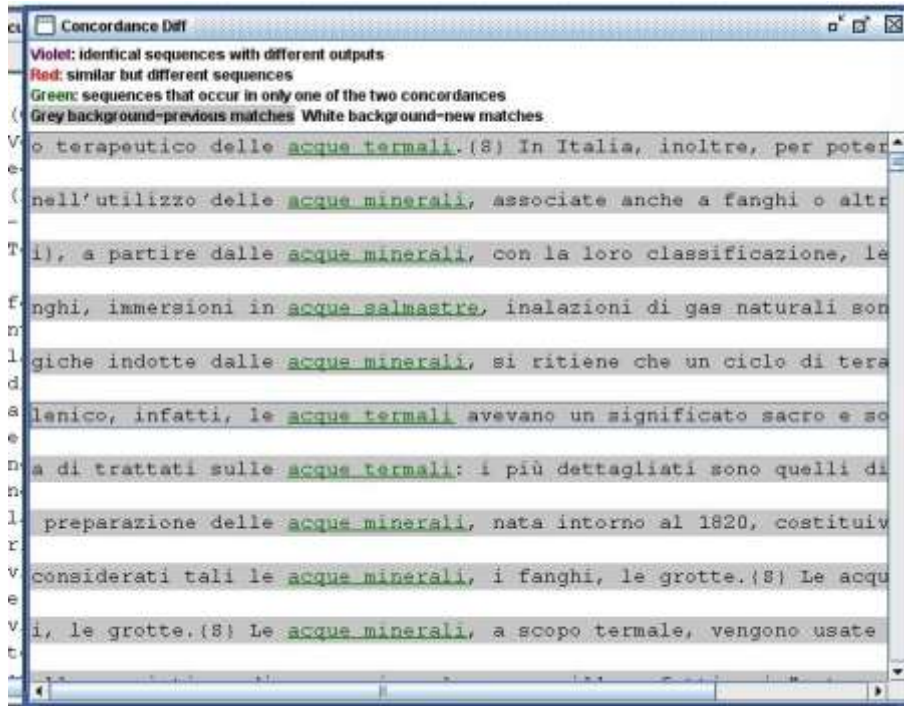 Concordance Diff
Violet: identical sequences with different outputs
Red: similar but different sequences
Green: sequences that occur in only one of the two concordances
Grey background=previous matches White background=new matches
o terapeutico delle acque termali.{S} In Italia, inoltre, per poter
nell'utilizzo delle acque minerali, associate anche a fanghi o altr
i), a partire dalle acque minerali, con la loro classificazione, le
nghi, immersioni in acque salmastre, inalazioni di gas naturali son
giche indotte dalle acque minerali, si ritiene che un ciclo di tera
lenico, infatti, le acque termali avevano un significato sacro e so
a di trattati sulle acque termali: i più dettagliati sono quelli di
preparazione delle acque minerali, nata intorno al 1820, costituiv
considerati tali le acque minerali, i fanghi, le grotte.{S} Le acqu
i, le grotte.{S} Le acque minerali, a scopo termale, vengono usate